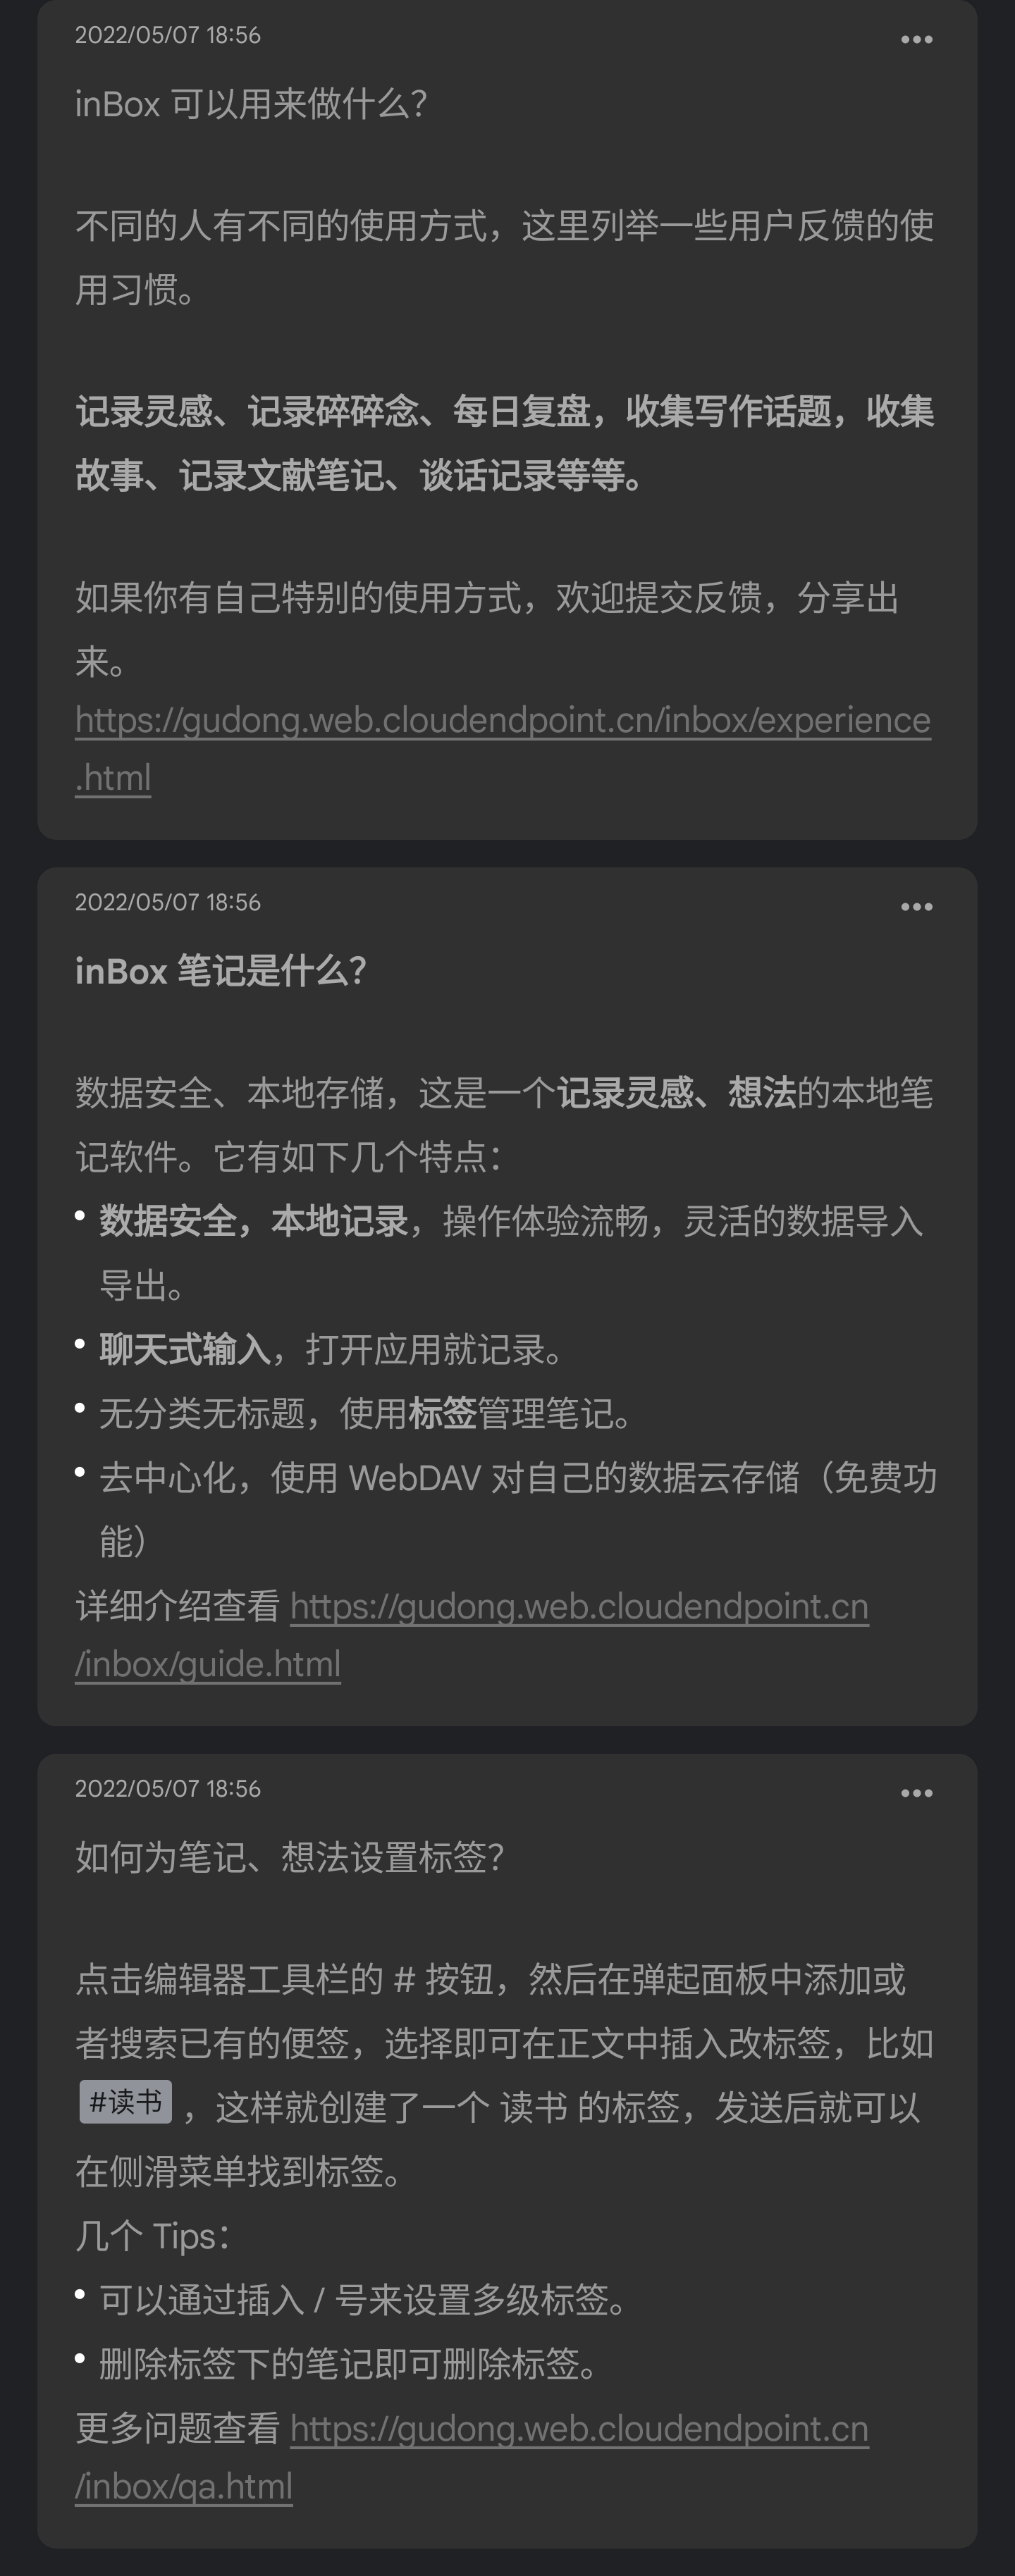 2022/05/07 18:56
inBox 可以用来做什么？
不同的人有不同的使用方式，这里列举一些用户反馈的使
用习惯。
记录灵感、记录碎碎念、每日复盘，收集写作话题，收集
故事、记录文献笔记、谈话记录等等。
如果你有自己特别的使用方式，欢迎提交反馈，分享出
来。
https://gudong.web.cloudendpoint.cn/inbox/experience
.html
2022/05/07 18:56
inBox 笔记是什么？
数据安全、本地存储，这是一个记录灵感、想法的本地笔
记软件。它有如下几个特点：
• 数据安全，本地记录，操作体验流畅，灵活的数据导入
导出。
• 聊天式输入，打开应用就记录。
• 无分类无标题，使用标签管理笔记。
• 去中心化，使用 WebDAV 对自己的数据云存储（免费功
能）
详细介绍查看 https://gudong.web.cloudendpoint.cn
/inbox/guide.html
2022/05/07 18:56
如何为笔记、想法设置标签？
点击编辑器工具栏的 # 按钮，然后在弹起面板中添加或
者搜索已有的便签，选择即可在正文中插入改标签，比如
#读书 ，这样就创建了一个 读书 的标签，发送后就可以
在侧滑菜单找到标签。
几个 Tips：
• 可以通过插入 / 号来设置多级标签。
• 删除标签下的笔记即可删除标签。
更多问题查看 https://gudong.web.cloudendpoint.cn
/inbox/qa.html